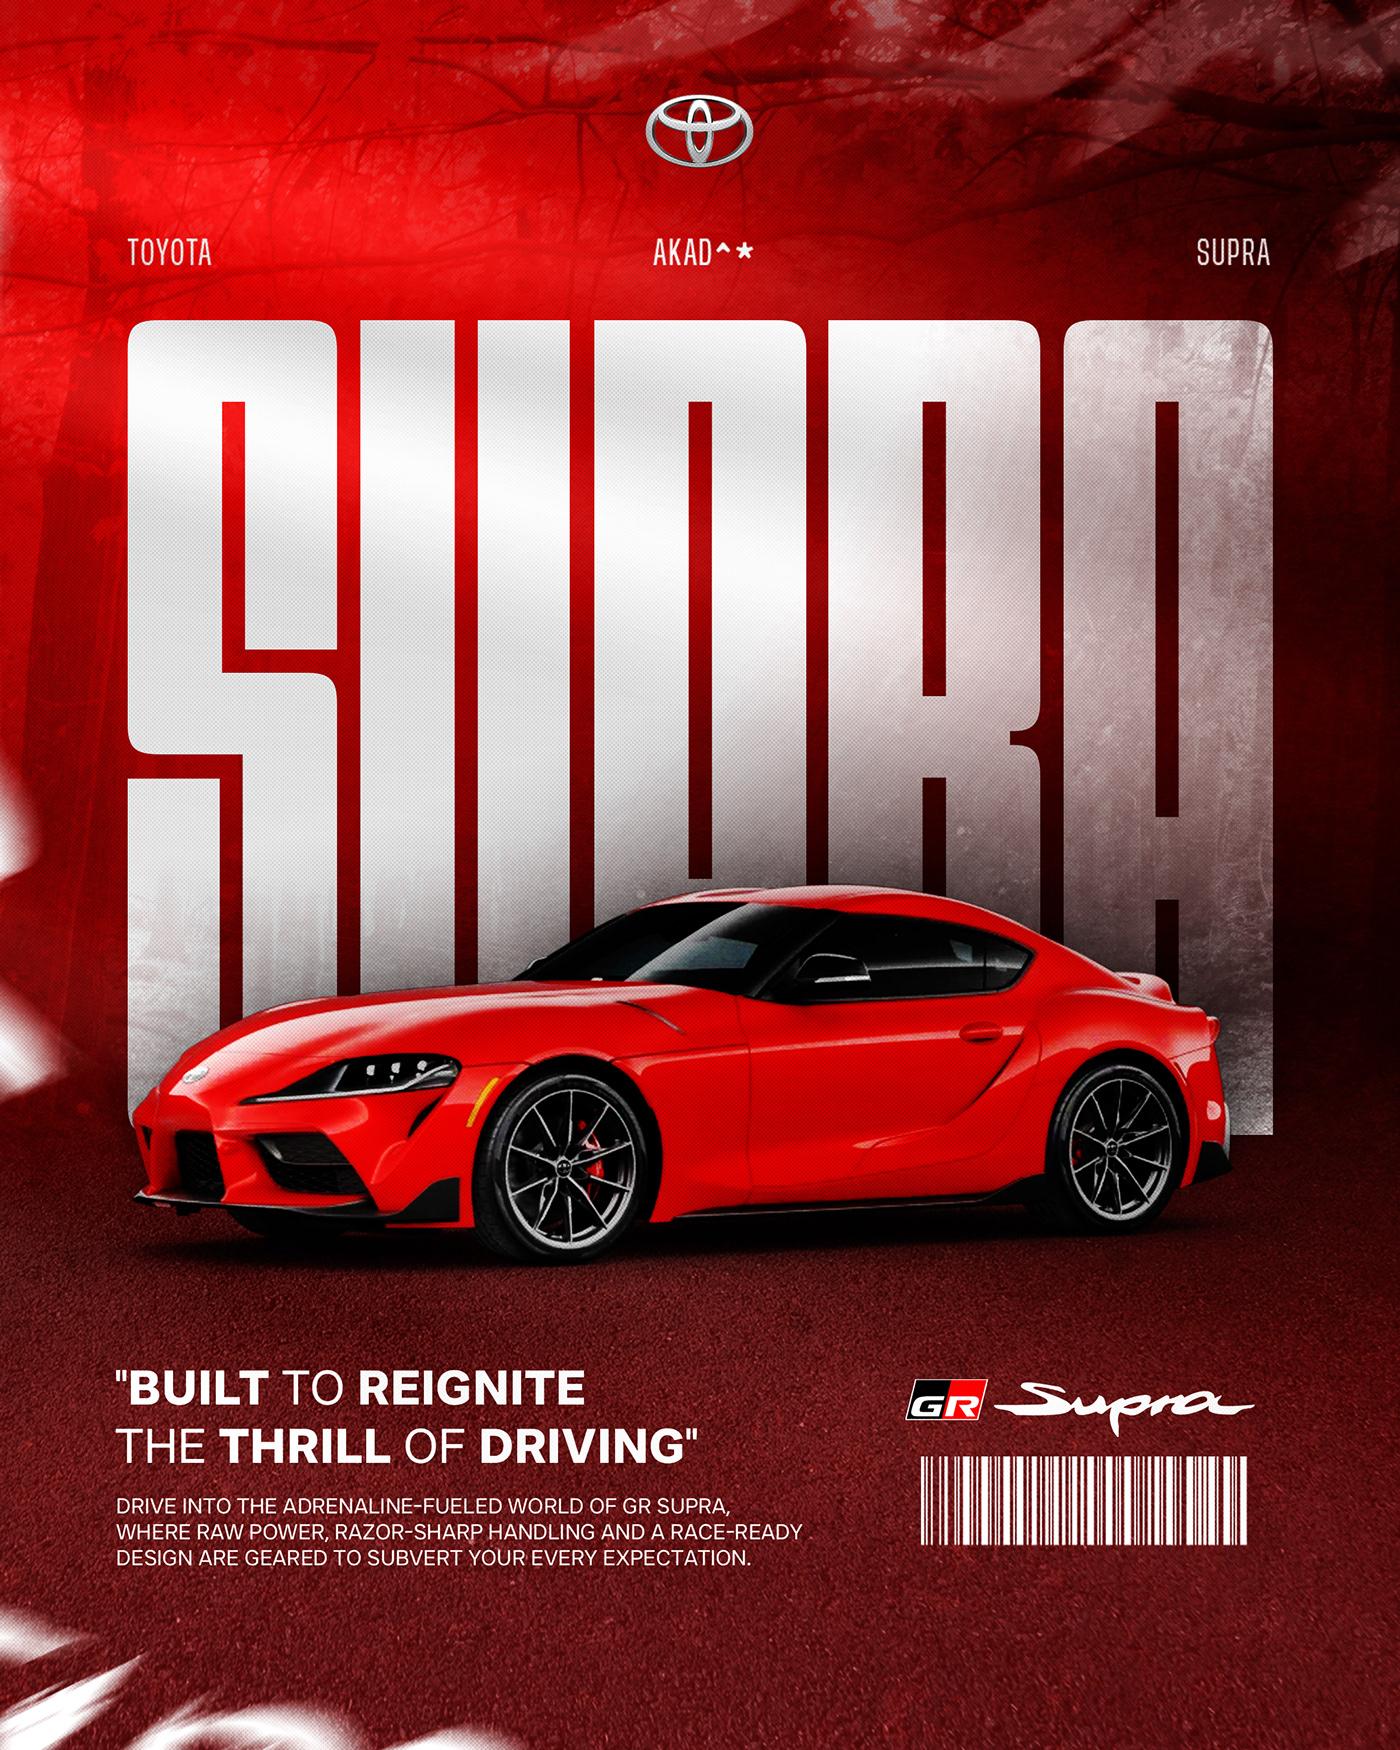 TOYOTA
AKAD^*
SUPRA
SUPRA
"BUILT TO REIGNITE
THE THRILL OF DRIVING"
DRIVE INTO THE ADRENALINE-FUELED WORLD OF GR SUPRA,
WHERE RAW POWER, RAZOR-SHARP HANDLING AND A RACE-READY
DESIGN ARE GEARED TO SUBVERT YOUR EVERY EXPECTATION.
GR Supra